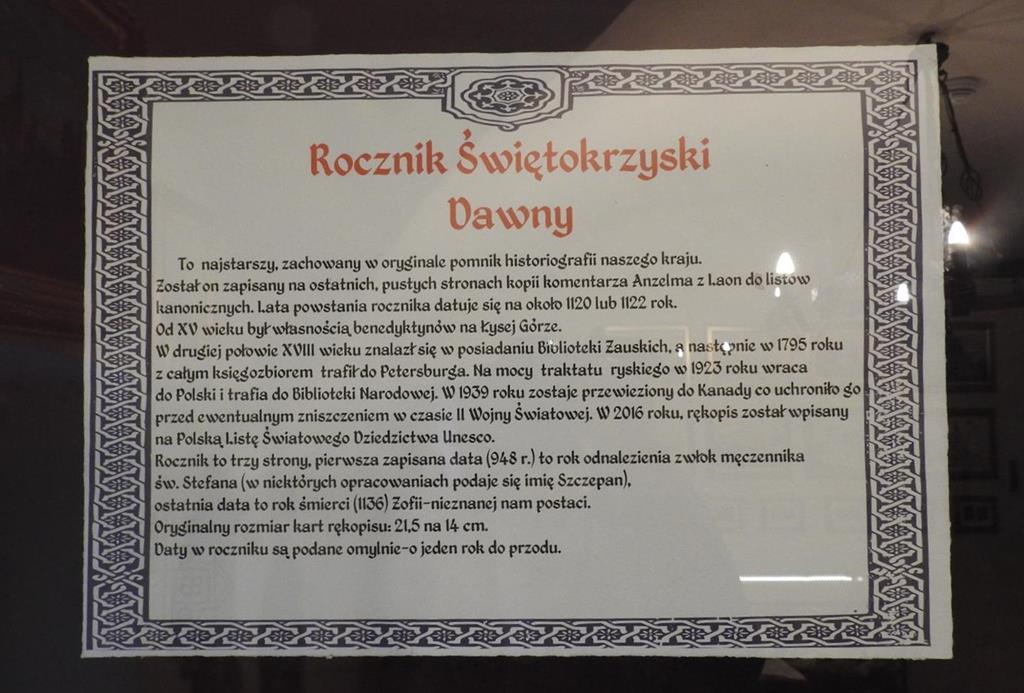 Rocznik Świętokrzyski
Dawny
To najstarszy, zachowany w oryginale pomnik historiografii naszego kraju.
Został on zapisany na ostatnich, pustych stronach kopii komentarza Anzelma z Laon do listów
kanonicznych. Lata powstania rocznika datuje się na około 1120 lub 1122 rok.
Od XV wieku był własnością benedyktynów na Łysej Górze.
W drugiej połowie XVIII wieku znalazł się w posiadaniu Biblioteki Zauskich, a następnie w 1795 roku
z całym księgozbiorem trafił do Petersburga. Na mocy traktatu ryskiego w 1923 roku wraca
do Polski i trafia do Biblioteki Narodowej. W 1939 roku zostaje przewieziony do Kanady co uchroniło go
przed ewentualnym zniszczeniem w czasie II Wojny Światowej. W 2016 roku, rękopis został wpisany
na Polską Listę Światowego Dziedzictwa Unesco.
Rocznik to trzy strony, pierwsza zapisana data (948 r.) to rok odnalezienia zwłok męczennika
św. Stefana (w niektórych opracowaniach podaje się imię Szczepan),
ostatnia data to rok śmierci (1136) Zofii-nieznanej nam postaci.
Oryginalny rozmiar kart rękopisu: 21,5 na 14 cm.
Daty w roczniku są podane omylnie-o jeden rok do przodu.